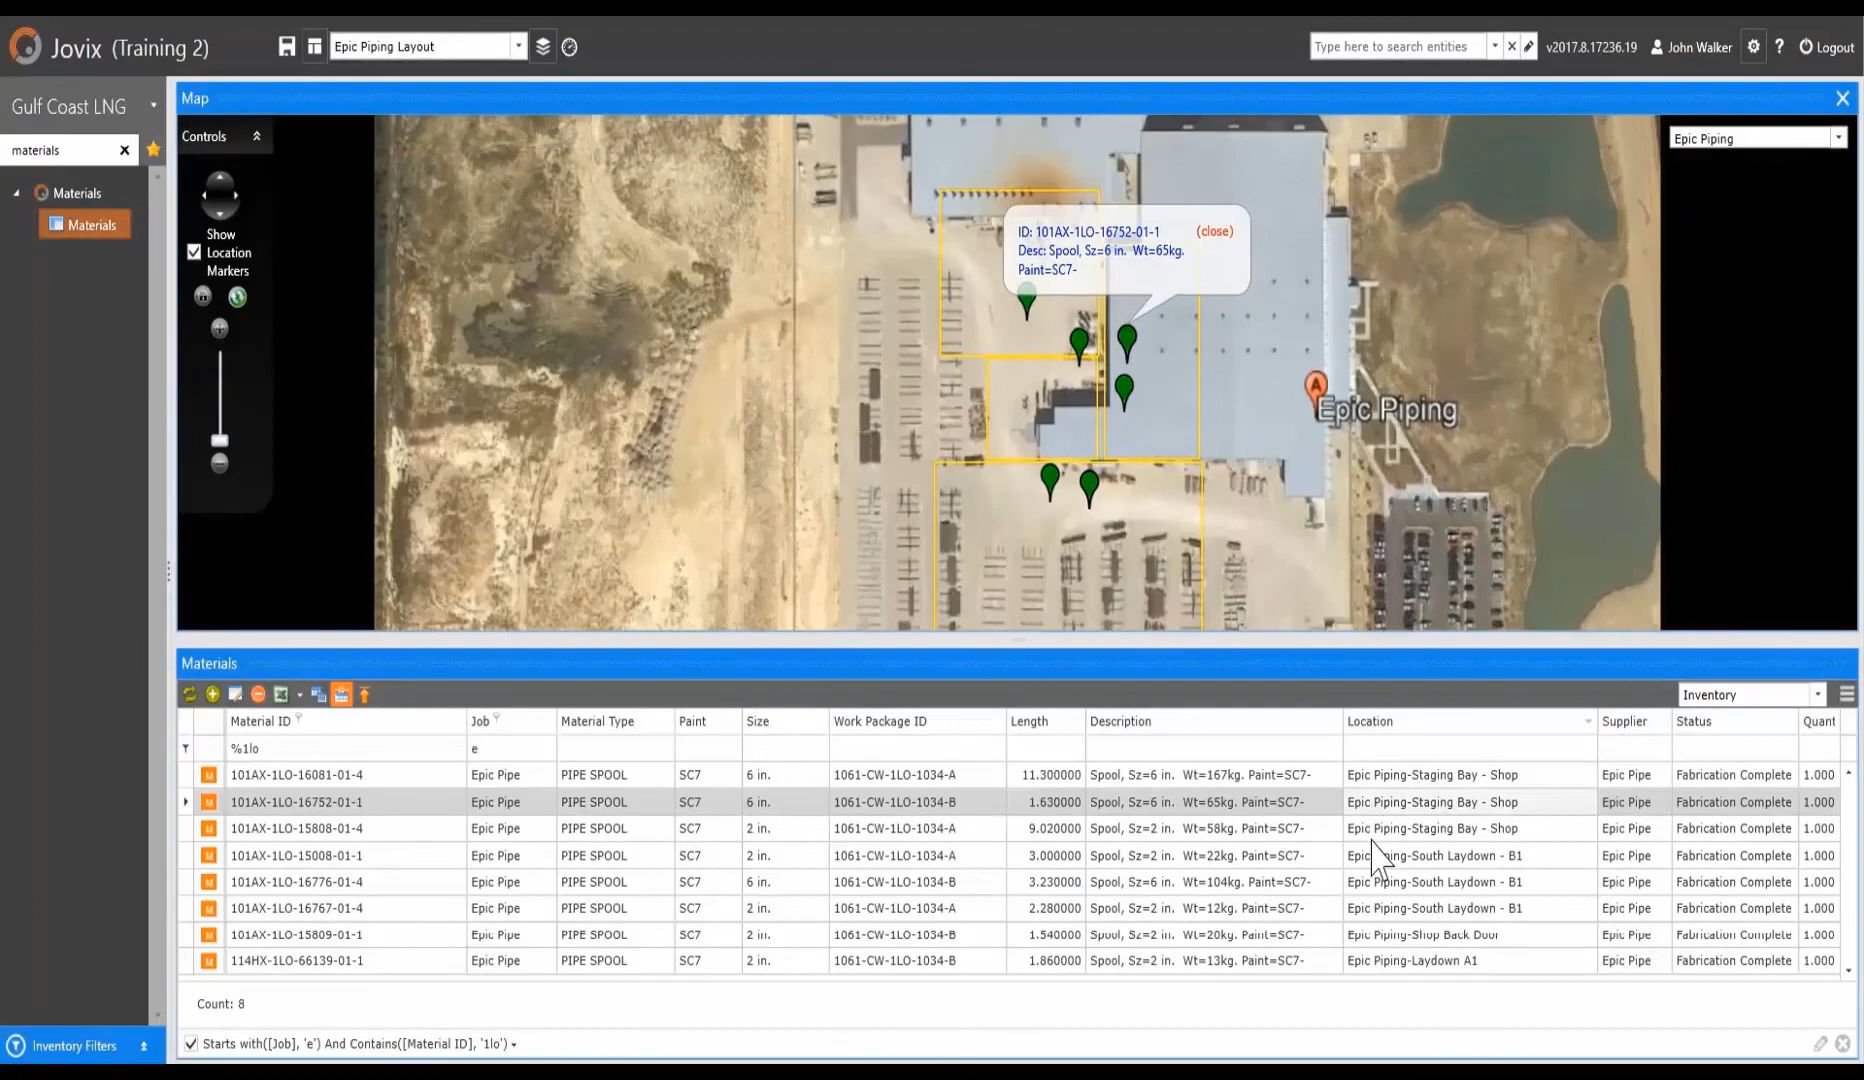 Jovix (Training 2)
Epic Piping Layout
Type here to search entities
v2017.8.17236.19
John Walker
?
Logout
Gulf Coast LNG
materials
Materials
Materials
Map
Controls
Show
Location
Markers
Epic Piping
ID: 101AX-1LO-16752-01-1 (close)
Desc: Spool, Sz=6 in. Wt=65kg.
Paint=SC7-
A
Epic Piping
Materials
Inventory
Material ID Job Material Type Paint Size Work Package ID Length Description Location Supplier Status Quant
%1lo e
M 101AX-1LO-16081-01-4 Epic Pipe PIPE SPOOL SC7 6 in. 1061-CW-1LO-1034-A 11.300000 Spool, Sz=6 in. Wt=167kg. Paint=SC7- Epic Piping-Staging Bay - Shop Epic Pipe Fabrication Complete 1.000
M 101AX-1LO-16752-01-1 Epic Pipe PIPE SPOOL SC7 6 in. 1061-CW-1LO-1034-B 1.630000 Spool, Sz=6 in. Wt=65kg. Paint=SC7- Epic Piping-Staging Bay - Shop Epic Pipe Fabrication Complete 1.000
M 101AX-1LO-15808-01-4 Epic Pipe PIPE SPOOL SC7 2 in. 1061-CW-1LO-1034-A 9.020000 Spool, Sz=2 in. Wt=58kg. Paint=SC7- Epic Piping-Staging Bay - Shop Epic Pipe Fabrication Complete 1.000
M 101AX-1LO-15008-01-1 Epic Pipe PIPE SPOOL SC7 2 in. 1061-CW-1LO-1034-A 3.000000 Spool, Sz=2 in. Wt=22kg. Paint=SC7- Epic Piping-South Laydown - B1 Epic Pipe Fabrication Complete 1.000
M 101AX-1LO-16776-01-4 Epic Pipe PIPE SPOOL SC7 6 in. 1061-CW-1LO-1034-B 3.230000 Spool, Sz=6 in. Wt=104kg. Paint=SC7- Epic Piping-South Laydown - B1 Epic Pipe Fabrication Complete 1.000
M 101AX-1LO-16767-01-4 Epic Pipe PIPE SPOOL SC7 2 in. 1061-CW-1LO-1034-A 2.280000 Spool, Sz=2 in. Wt=12kg. Paint=SC7- Epic Piping-South Laydown - B1 Epic Pipe Fabrication Complete 1.000
M 101AX-1LO-15809-01-1 Epic Pipe PIPE SPOOL SC7 2 in. 1061-CW-1LO-1034-B 1.540000 Spool, Sz=2 in. Wt=20kg. Paint=SC7- Epic Piping-Shop Back Door Epic Pipe Fabrication Complete 1.000
M 114HX-1LO-66139-01-1 Epic Pipe PIPE SPOOL SC7 2 in. 1061-CW-1LO-1034-B 1.860000 Spool, Sz=2 in. Wt=13kg. Paint=SC7- Epic Piping-Laydown A1 Epic Pipe Fabrication Complete 1.000
Count: 8
Inventory Filters
Starts with([Job], 'e') And Contains([Material ID], '1lo')